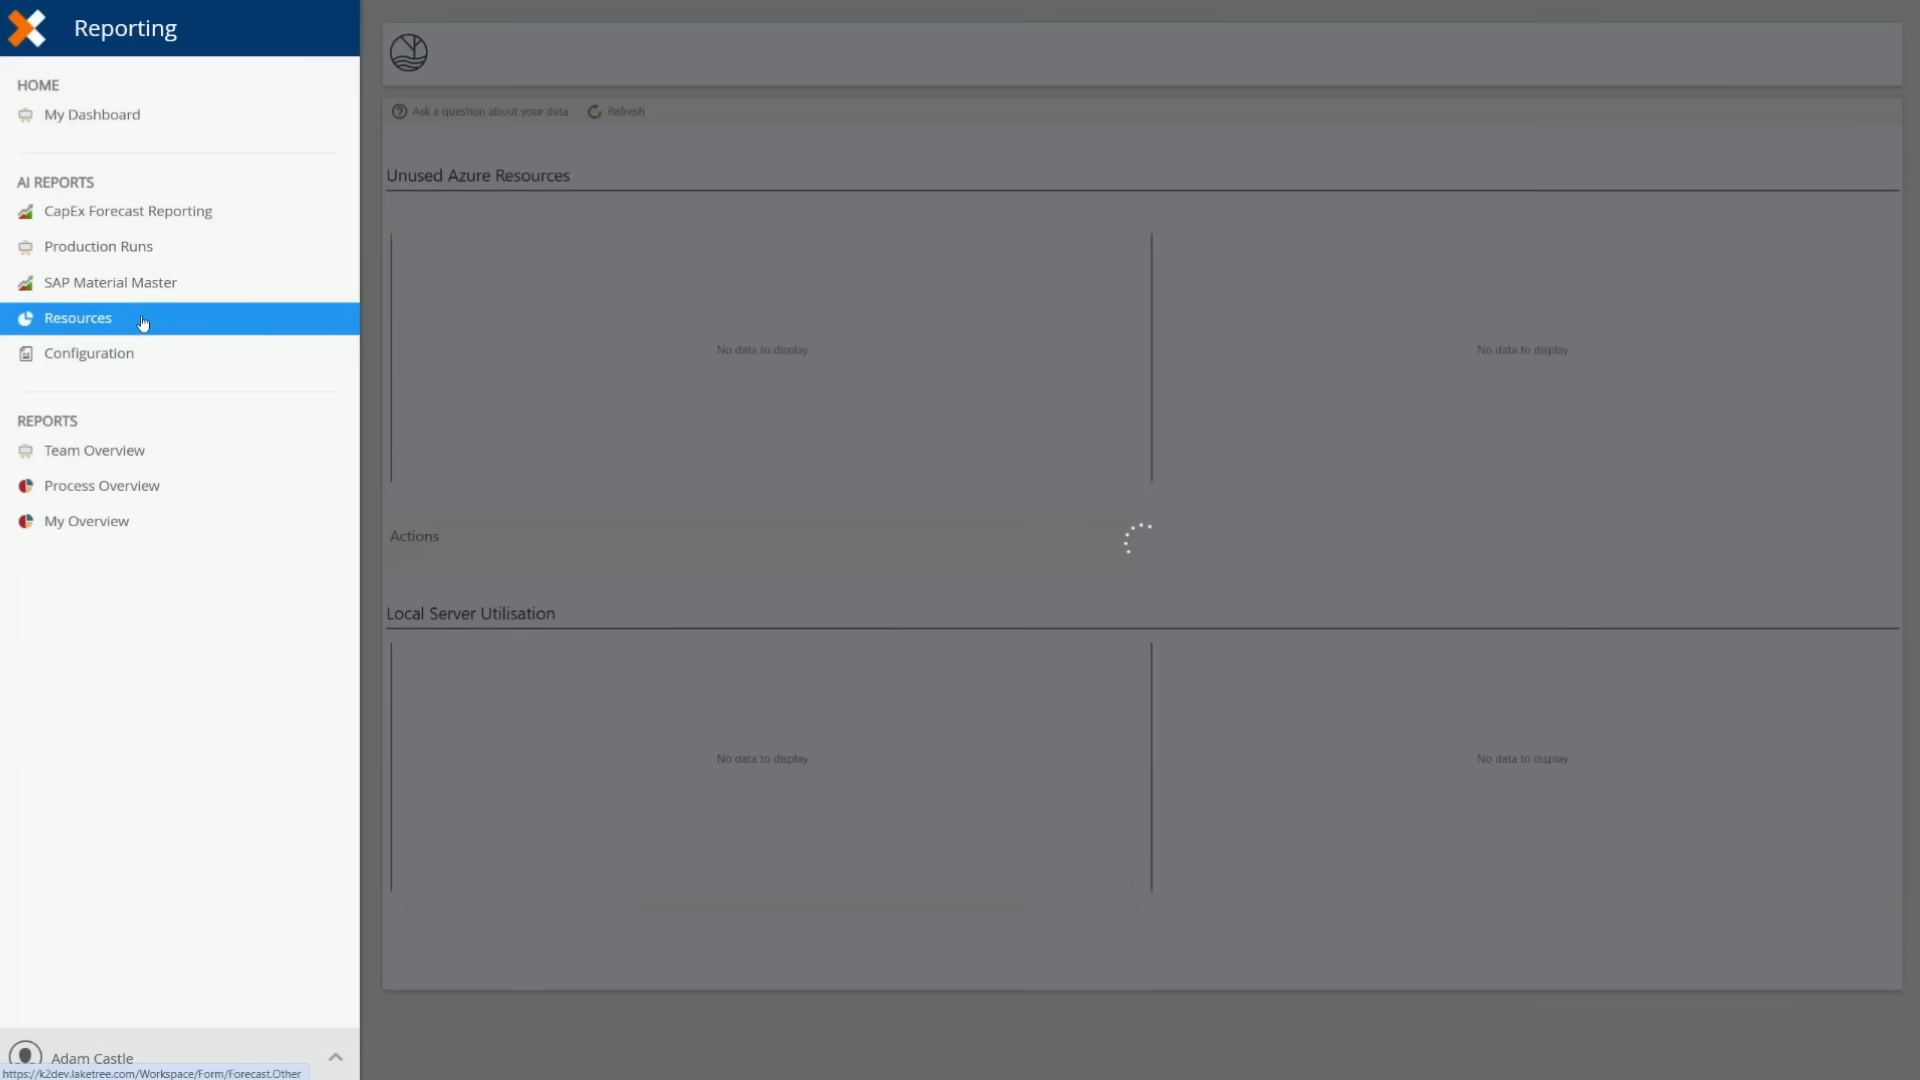 Reporting
HOME
My Dashboard
AI REPORTS
CapEx Forecast Reporting
Production Runs
SAP Material Master
Resources
Configuration
REPORTS
Team Overview
Process Overview
My Overview
Adam Castle
https://k2dev.laketree.com/Workspace/Form/Forecast.Other
Ask a question about your data Refresh
Unused Azure Resources
No data to display No data to display
Actions
Local Server Utilisation
No data to display No data to display